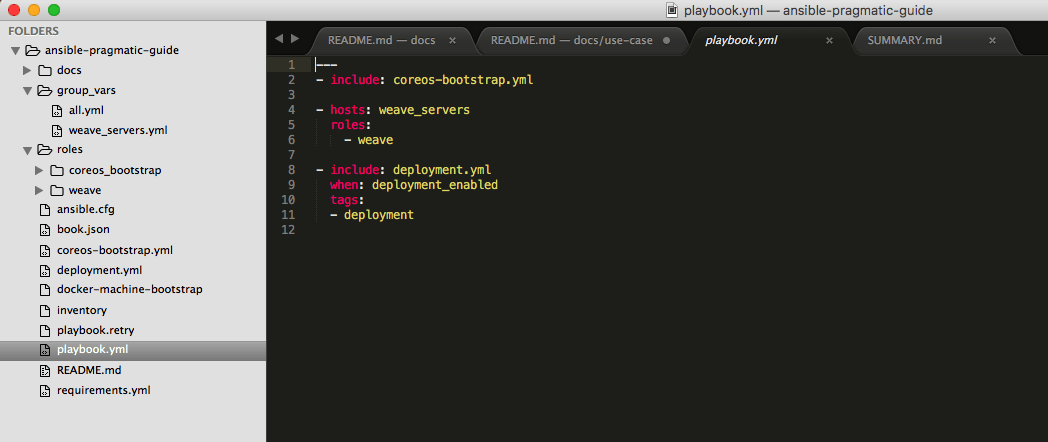 playbook.yml — ansible-pragmatic-guide
FOLDERS
ansible-pragmatic-guide
docs
group_vars
all.yml
weave_servers.yml
roles
coreos_bootstrap
weave
ansible.cfg
book.json
coreos-bootstrap.yml
deployment.yml
docker-machine-bootstrap
inventory
playbook.retry
playbook.yml
README.md
requirements.yml
README.md — docs × README.md — docs/use-case playbook.yml × SUMMARY.md ×
1 ---
2 - include: coreos-bootstrap.yml
3
4 - hosts: weave_servers
5   roles:
6     - weave
7
8 - include: deployment.yml
9   when: deployment_enabled
10   tags:
11   - deployment
12